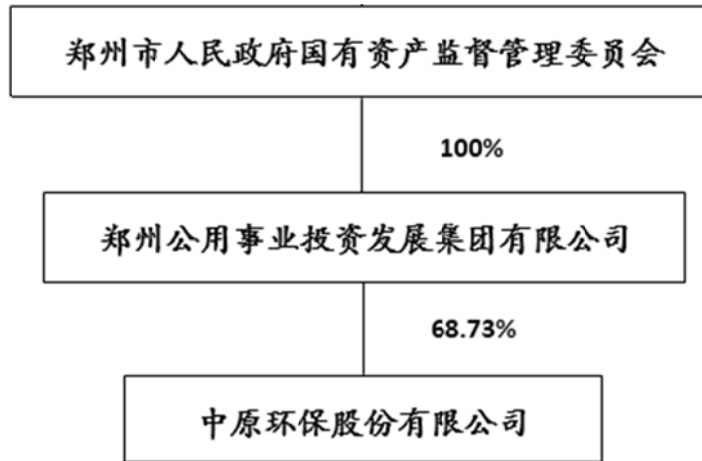 郑州市人民政府国有资产监督管理委员会
100%
郑州公用事业投资发展集团有限公司
68.73%
中原环保股份有限公司